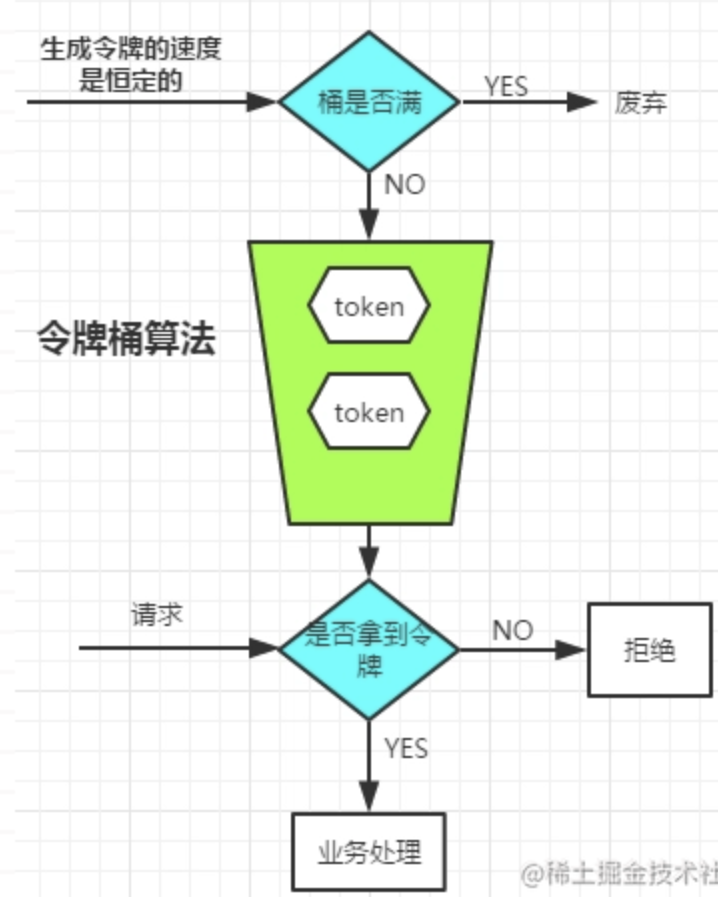 生成令牌的速度
是恒定的
桶是否满
YES
废弃
NO
token
令牌桶算法
token
请求
是否拿到令
牌
NO
拒绝
YES
业务处理
@稀土掘金技术社